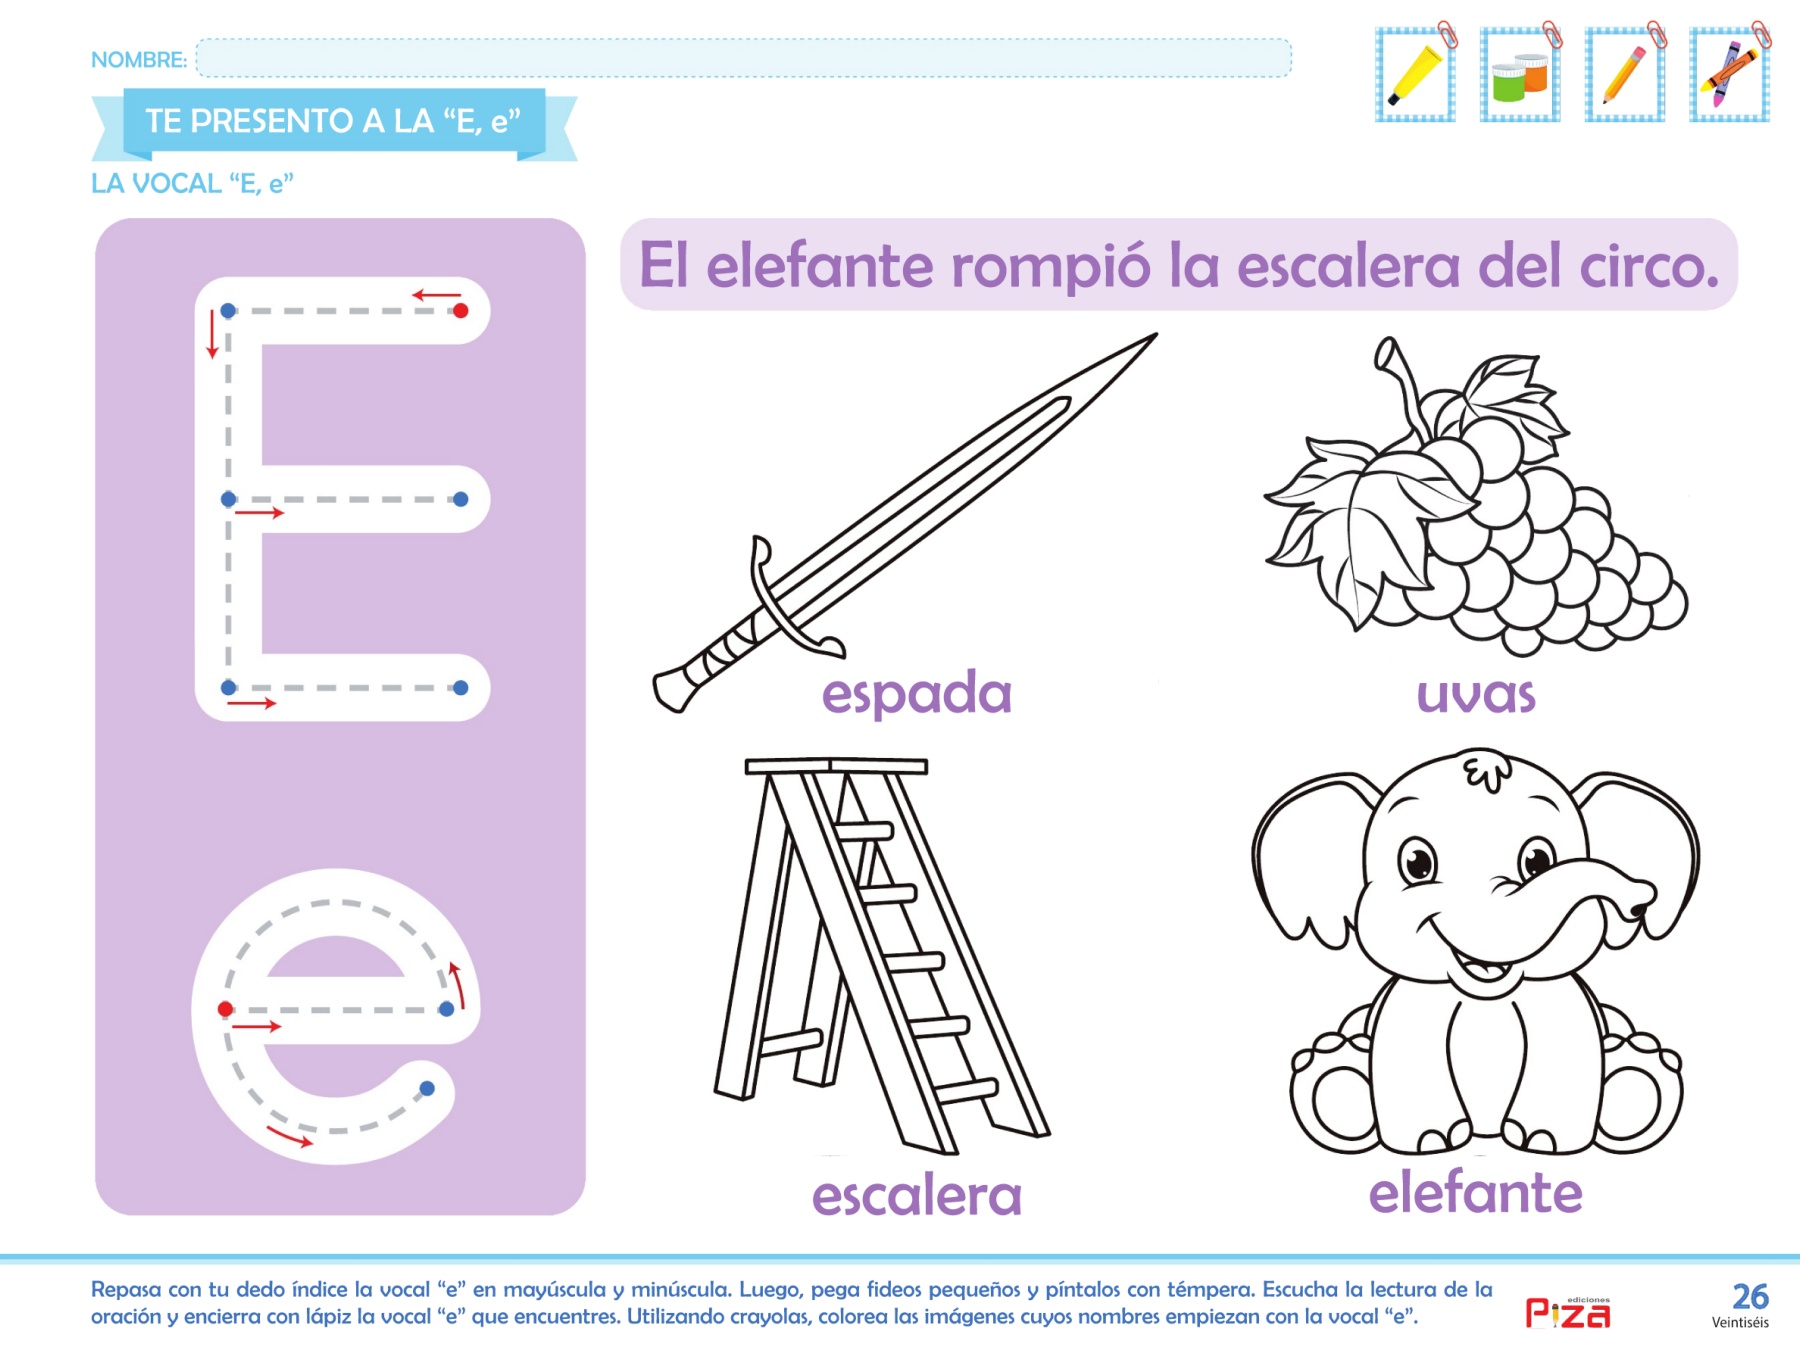 NOMBRE:
TE PRESENTO A LA “E, e”
LA VOCAL “E, e”
E
e
El elefante rompió la escalera del circo.
espada
uvas
escalera
elefante
Repasa con tu dedo índice la vocal “e” en mayúscula y minúscula. Luego, pega fideos pequeños y píntalos con témpera. Escucha la lectura de la
oración y encierra con lápiz la vocal “e” que encuentres. Utilizando crayolas, colorea las imágenes cuyos nombres empiezan con la vocal “e”.
ediciones
Piza
26
Veintiséis